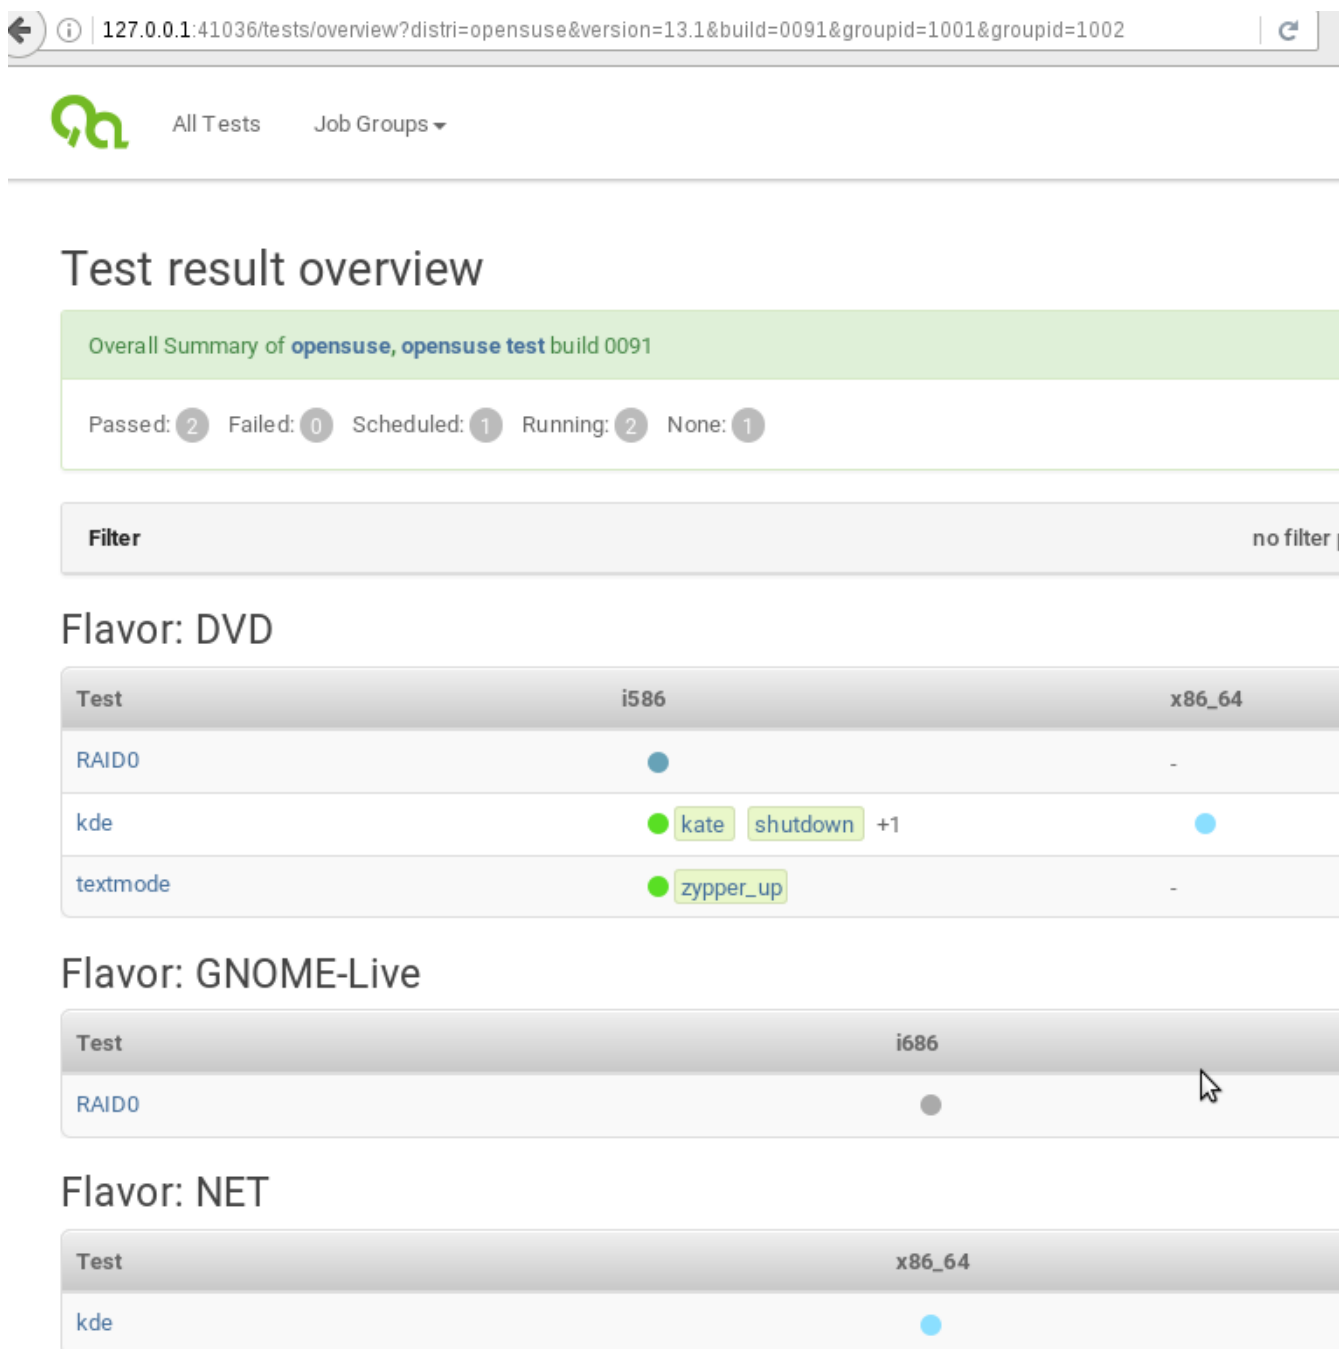 127.0.0.1:41036/tests/overview?distri=opensuse&version=13.1&build=0091&groupid=1001&groupid=1002
All Tests Job Groups
Test result overview
Overall Summary of opensuse, opensuse test build 0091
Passed: 2 Failed: 0 Scheduled: 1 Running: 2 None: 1
Filter no filter
Flavor: DVD
Test i586 x86_64
RAID0 -
kde kate shutdown +1
textmode zypper_up -
Flavor: GNOME-Live
Test i686
RAID0
Flavor: NET
Test x86_64
kde